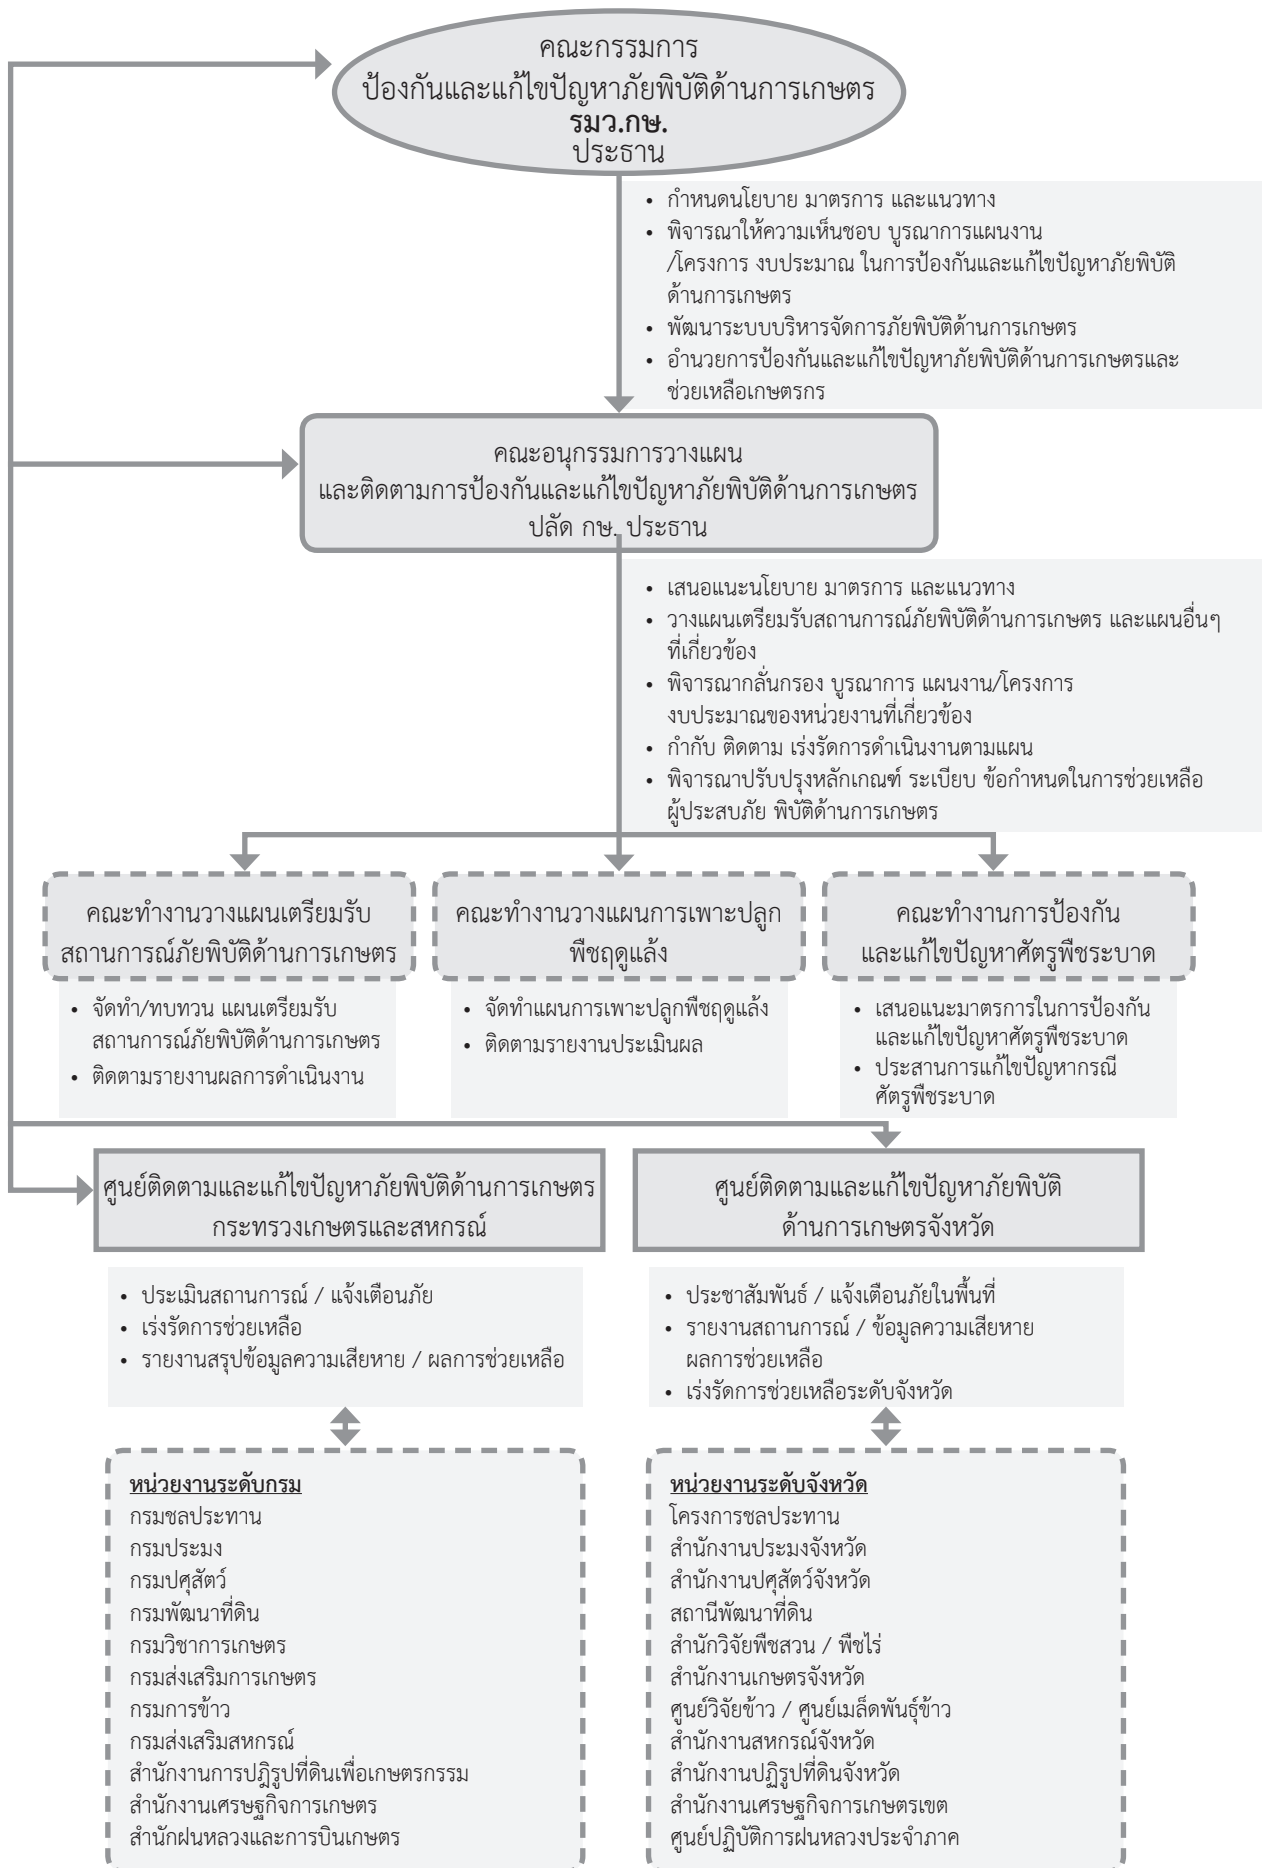 คณะกรรมการ
ป้องกันและแก้ไขปัญหาภัยพิบัติด้านการเกษตร
รมว.กษ.
ประธาน
• กำหนดนโยบาย มาตรการ และแนวทาง
• พิจารณาให้ความเห็นชอบ บูรณาการแผนงาน
/โครงการ งบประมาณ ในการป้องกันและแก้ไขปัญหาภัยพิบัติ
ด้านการเกษตร
• พัฒนาระบบบริหารจัดการภัยพิบัติด้านการเกษตร
• อำนวยการป้องกันและแก้ไขปัญหาภัยพิบัติด้านการเกษตรและ
ช่วยเหลือเกษตรกร
คณะอนุกรรมการวางแผน
และติดตามการป้องกันและแก้ไขปัญหาภัยพิบัติด้านการเกษตร
ปลัด กษ. ประธาน
• เสนอแนะนโยบาย มาตรการ และแนวทาง
• วางแผนเตรียมรับสถานการณ์ภัยพิบัติด้านการเกษตร และแผนอื่นๆ
ที่เกี่ยวข้อง
• พิจารณากลั่นกรอง บูรณาการ แผนงาน/โครงการ
งบประมาณของหน่วยงานที่เกี่ยวข้อง
• กำกับ ติดตาม เร่งรัดการดำเนินงานตามแผน
• พิจารณาปรับปรุงหลักเกณฑ์ ระเบียบ ข้อกำหนดในการช่วยเหลือ
ผู้ประสบภัย พิบัติด้านการเกษตร
คณะทำงานวางแผนเตรียมรับ
สถานการณ์ภัยพิบัติด้านการเกษตร
• จัดทำ/ทบทวน แผนเตรียมรับ
สถานการณ์ภัยพิบัติด้านการเกษตร
• ติดตามรายงานผลการดำเนินงาน
คณะทำงานวางแผนการเพาะปลูก
พืชฤดูแล้ง
• จัดทำแผนการเพาะปลูกพืชฤดูแล้ง
• ติดตามรายงานประเมินผล
คณะทำงานการป้องกัน
และแก้ไขปัญหาศัตรูพืชระบาด
• เสนอแนะมาตรการในการป้องกัน
และแก้ไขปัญหาศัตรูพืชระบาด
• ประสานการแก้ไขปัญหากรณี
ศัตรูพืชระบาด
ศูนย์ติดตามและแก้ไขปัญหาภัยพิบัติด้านการเกษตร
กระทรวงเกษตรและสหกรณ์
• ประเมินสถานการณ์ / แจ้งเตือนภัย
• เร่งรัดการช่วยเหลือ
• รายงานสรุปข้อมูลความเสียหาย / ผลการช่วยเหลือ
หน่วยงานระดับกรม
กรมชลประทาน
กรมประมง
กรมปศุสัตว์
กรมพัฒนาที่ดิน
กรมวิชาการเกษตร
กรมส่งเสริมการเกษตร
กรมการข้าว
กรมส่งเสริมสหกรณ์
สำนักงานการปฎิรูปที่ดินเพื่อเกษตรกรรม
สำนักงานเศรษฐกิจการเกษตร
สำนักฝนหลวงและการบินเกษตร
ศูนย์ติดตามและแก้ไขปัญหาภัยพิบัติ
ด้านการเกษตรจังหวัด
• ประชาสัมพันธ์ / แจ้งเตือนภัยในพื้นที่
• รายงานสถานการณ์ / ข้อมูลความเสียหาย
ผลการช่วยเหลือ
• เร่งรัดการช่วยเหลือระดับจังหวัด
หน่วยงานระดับจังหวัด
โครงการชลประทาน
สำนักงานประมงจังหวัด
สำนักงานปศุสัตว์จังหวัด
สถานีพัฒนาที่ดิน
สำนักวิจัยพืชสวน / พืชไร่
สำนักงานเกษตรจังหวัด
ศูนย์วิจัยข้าว / ศูนย์เมล็ดพันธุ์ข้าว
สำนักงานสหกรณ์จังหวัด
สำนักงานปฏิรูปที่ดินจังหวัด
สำนักงานเศรษฐกิจการเกษตรเขต
ศูนย์ปฏิบัติการฝนหลวงประจำภาค